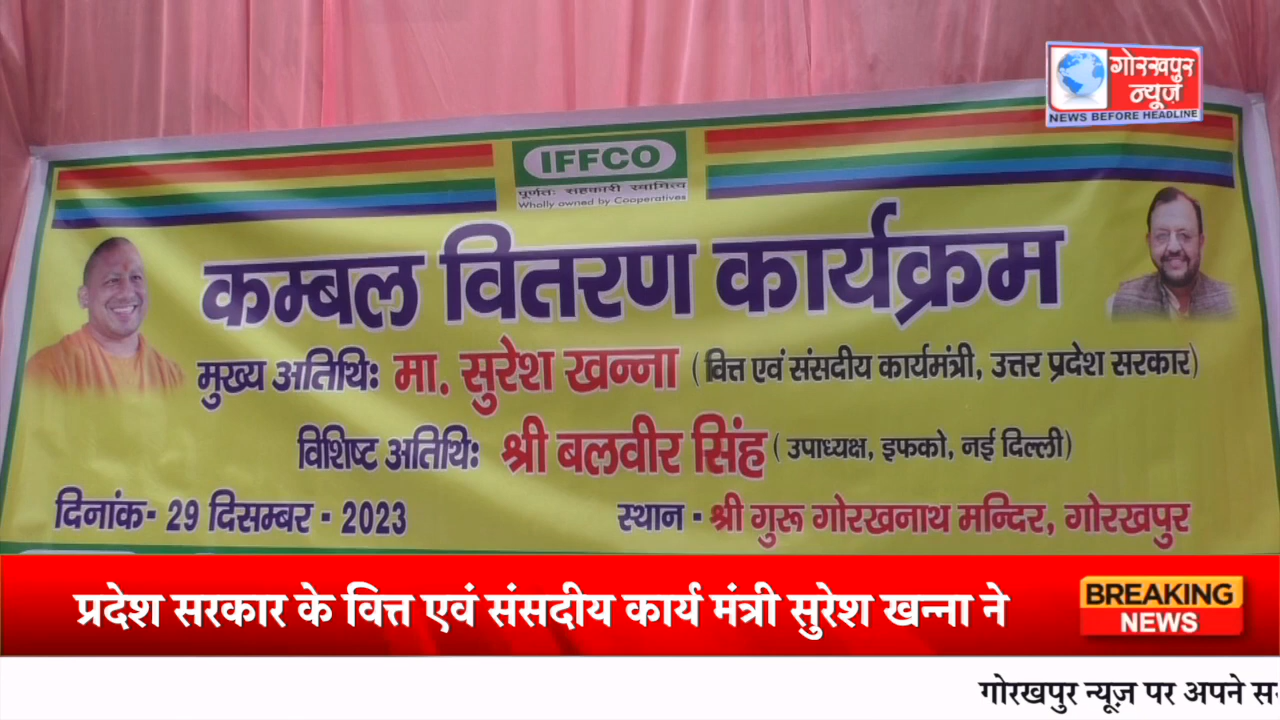 गोरखपुर
न्यूज़
NEWS BEFORE HEADLINE
IFFCO
पूर्णतः सहकारी स्वामित्व
Wholly owned by Cooperatives
कम्बल वितरण कार्यक्रम
मुख्य अतिथिः मा. सुरेश खन्ना (वित्त एवं संसदीय कार्यमंत्री, उत्तर प्रदेश सरकार)
विशिष्ट अतिथिः श्री बलवीर सिंह (उपाध्यक्ष, इफको, नई दिल्ली)
दिनांक- 29 दिसम्बर - 2023 स्थान - श्री गुरू गोरखनाथ मन्दिर, गोरखपुर
प्रदेश सरकार के वित्त एवं संसदीय कार्य मंत्री सुरेश खन्ना ने
BREAKING
NEWS
गोरखपुर न्यूज़ पर अपने